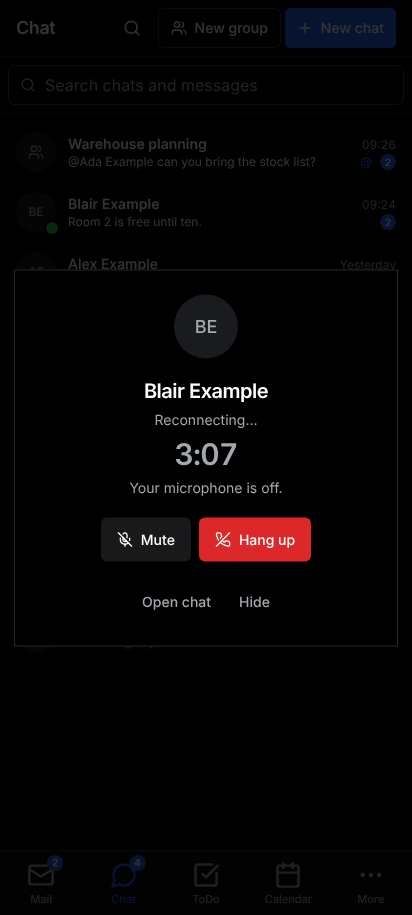 Chat
New group
New chat
Search chats and messages
Warehouse planning
09:26
@Ada Example can you bring the stock list?
@ 2
BE
Blair Example
09:24
Room 2 is free until ten.
2
Alex Example
Yesterday
BE
Blair Example
Reconnecting...
3:07
Your microphone is off.
Mute
Hang up
Open chat
Hide
2
4
Mail
Chat
ToDo
Calendar
More